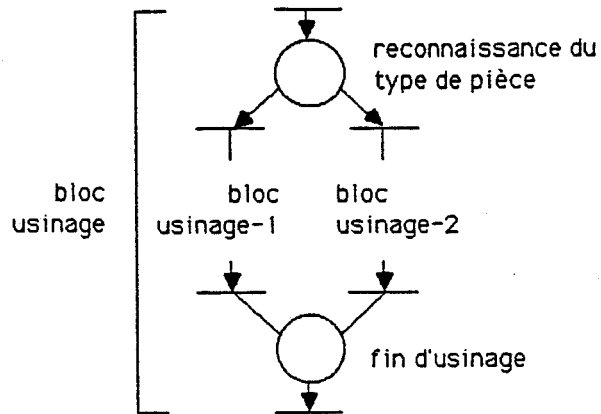 reconnaissance du
type de pièce
bloc
usinage
bloc
usinage-1
bloc
usinage-2
fin d'usinage